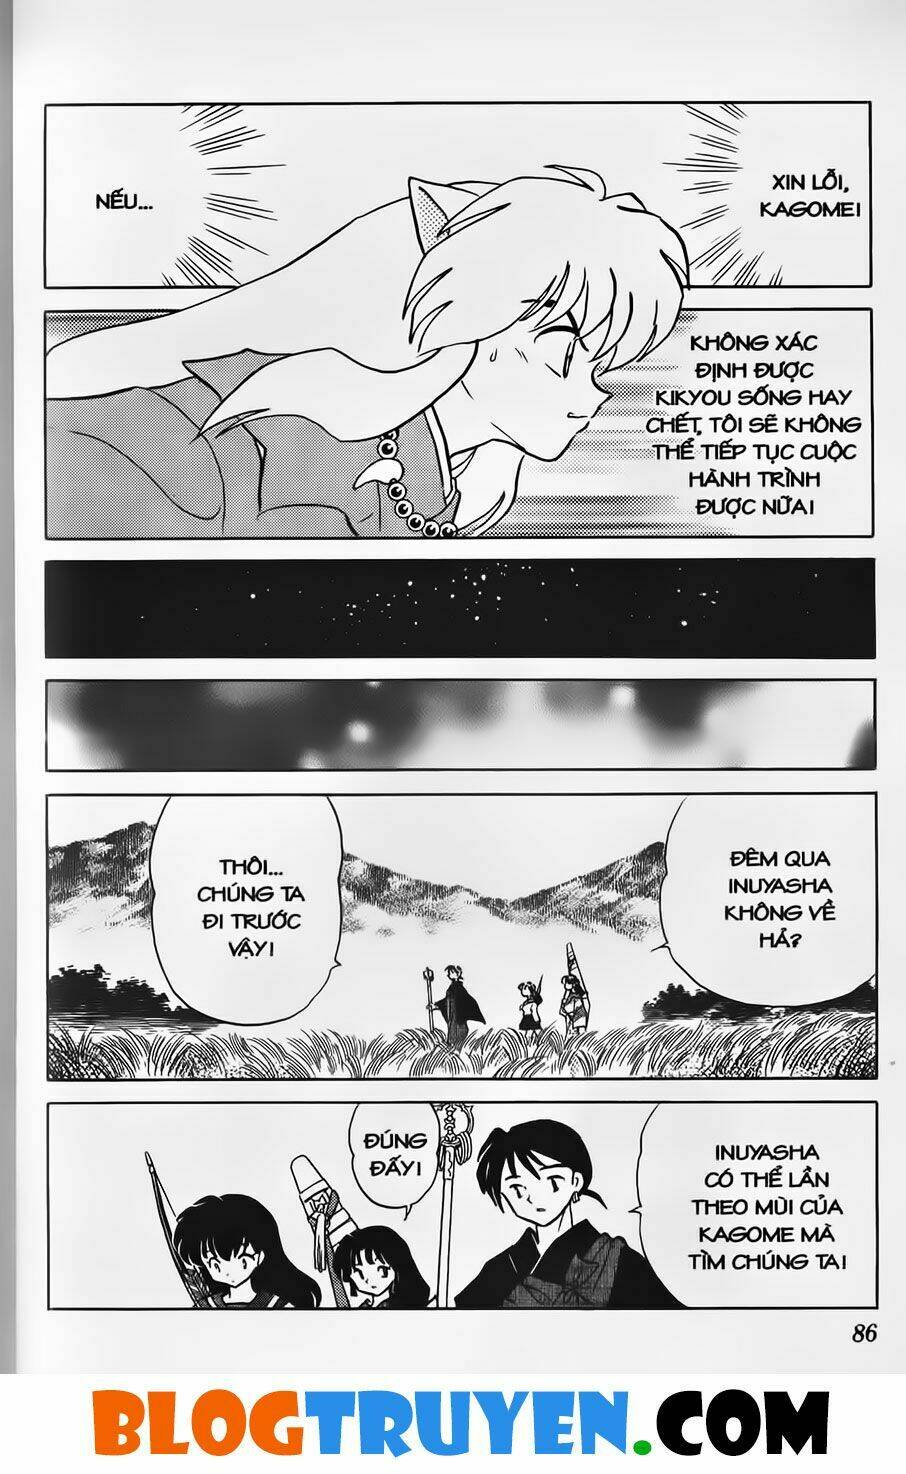 XIN LỖI,
KAGOME!
NẾU...
KHÔNG XÁC
ĐỊNH ĐƯỢC
KIKYOU SỐNG HAY
CHẾT, TÔI SẼ KHÔNG
THỂ TIẾP TỤC CUỘC
HÀNH TRÌNH
ĐƯỢC NỮA!
ĐÊM QUA
INUYASHA
KHÔNG VỀ
HẢ?
THÔI...
CHÚNG TA
ĐI TRƯỚC
VẬY!
INUYASHA
CÓ THỂ LẦN
THEO MÙI CỦA
KAGOME MÀ
TÌM CHÚNG TA!
ĐÚNG
ĐẤY!
86
BLOGTRUYEN.COM